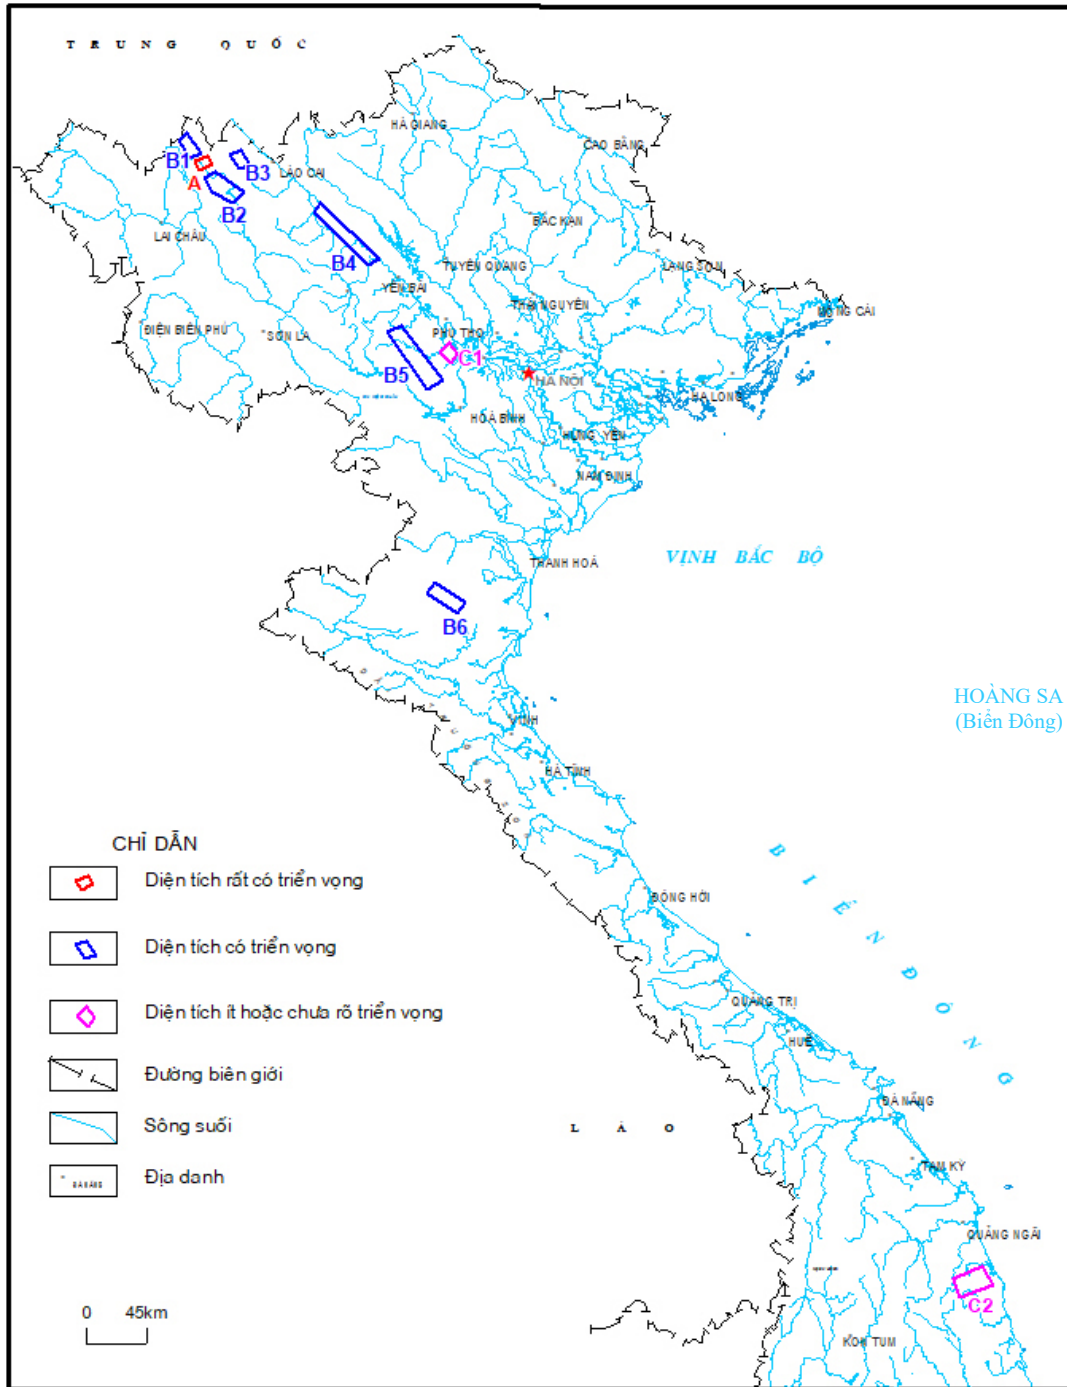 TRUNG QUỐC
HÀ GIANG
CAO BẰNG
B1
B3
LÀO CAI
A
B2
BẮC KẠN
LAI CHÂU
B4
TUYÊN QUANG
LẠNG SƠN
YÊN BÁI
THÁI NGUYÊN
MÓNG CÁI
ĐIỆN BIÊN PHỦ
SƠN LA
PHÚ THỌ
C1
B5
HÀ NỘI
HẠ LONG
HOÀ BÌNH
HƯNG YÊN
NAM ĐỊNH
VỊNH BẮC BỘ
THANH HOÁ
B6
HOÀNG SA
(Biển Đông)
VINH
HÀ TĨNH
CHỈ DẪN
Diện tích rất có triển vọng
Diện tích có triển vọng
Diện tích ít hoặc chưa rõ triển vọng
Đường biên giới
Sông suối
ĐÀ NẴNG
Địa danh
BIỂN ĐÔNG
ĐỒNG HỚI
QUẢNG TRỊ
HUẾ
ĐÀ NẴNG
LÀO
TAM KỲ
QUẢNG NGÃI
C2
KON TUM
0 45km